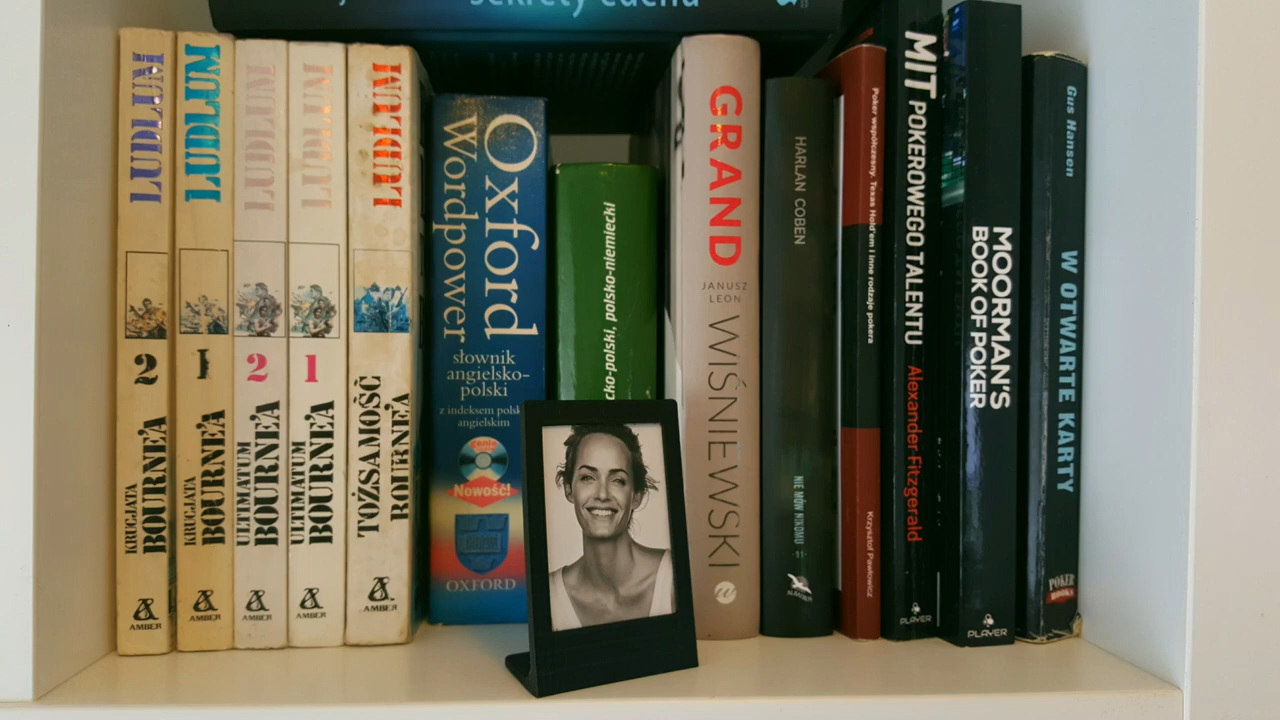 sekrety ducha
LUDLUM
2
KRUCJATA
BOURNE'A
AMBER
LUDLUM
1
KRUCJATA
BOURNE'A
AMBER
LUDLUM
2
ULTIMATUM
BOURNE'A
AMBER
LUDLUM
1
ULTIMATUM
BOURNE'A
AMBER
LUDLUM
TOŻSAMOŚĆ
BOURNE'A
AMBER
Oxford
Wordpower
słownik
angielsko-
polski
z indeksem polsko
angielskim
Nowość!
OXFORD
cko-polski, polsko-niemiecki
GRAND
JANUSZ
LEON
WIŚNIEWSKI
w
HARLAN COBEN
NIE MÓW NIKOMU
·91·
Poker współczesny. Texas Hold'em i inne rodzaje pokera
Krzysztof Pawłowicz
MIT POKEROWEGO TALENTU
Alexander Fitzgerald
PLAYER
MOORMAN'S
BOOK OF POKER
PLAYER
Gus Hansen
W OTWARTE KARTY
POKER
BOOKS